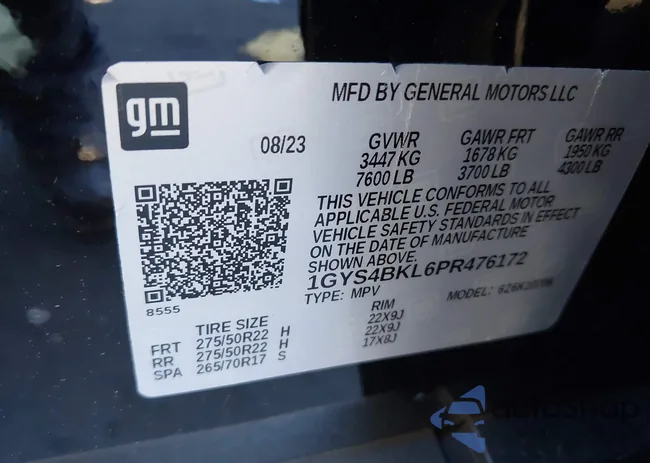 gm
MFD BY GENERAL MOTORS LLC
08/23
GVWR GAWR FRT GAWR RR
3447 KG 1678 KG 1950 KG
7600 LB 3700 LB 4300 LB
THIS VEHICLE CONFORMS TO ALL
APPLICABLE U.S. FEDERAL MOTOR
VEHICLE SAFETY STANDARDS IN EFFECT
ON THE DATE OF MANUFACTURE
SHOWN ABOVE.
1GYS4BKL6PR476172
TYPE: MPV MODEL:
8555
TIRE SIZE RIM
FRT 275/50R22 H 22X9J
RR 275/50R22 H 22X9J
SPA 265/70R17 S 17X8J